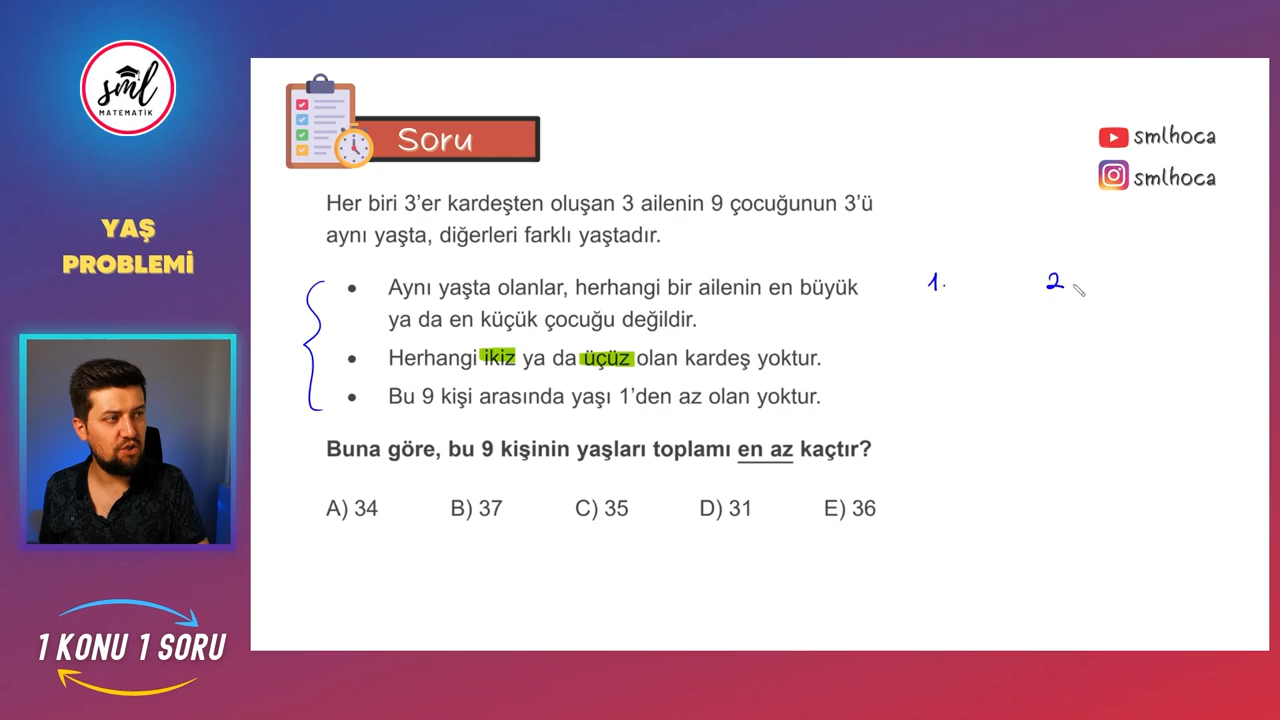 sml
MATEMATİK
Soru
smlhoca
smlhoca
YAŞ
PROBLEMİ
Her biri 3'er kardeşten oluşan 3 ailenin 9 çocuğunun 3'ü
aynı yaşta, diğerleri farklı yaştadır.
• Aynı yaşta olanlar, herhangi bir ailenin en büyük
ya da en küçük çocuğu değildir.
• Herhangi ikiz ya da üçüz olan kardeş yoktur.
• Bu 9 kişi arasında yaşı 1'den az olan yoktur.
1. 2
Buna göre, bu 9 kişinin yaşları toplamı en az kaçtır?
A) 34 B) 37 C) 35 D) 31 E) 36
1 KONU 1 SORU